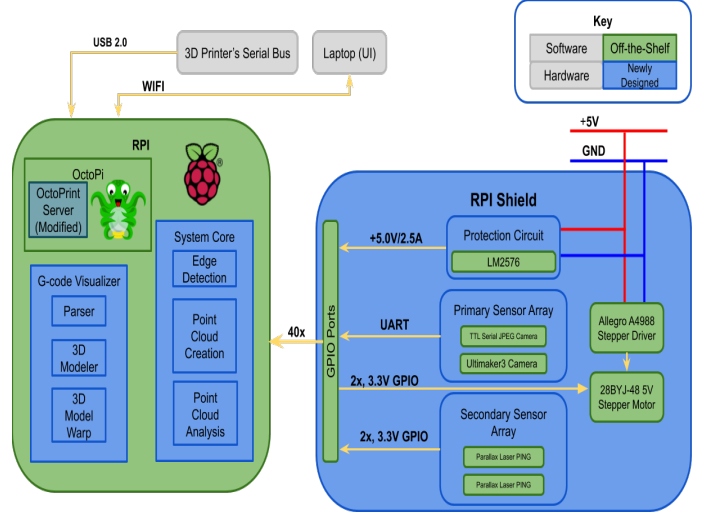 USB 2.0
3D Printer's Serial Bus
Laptop (UI)
WIFI
Key
Software
Off-the-Shelf
Hardware
Newly
Designed
+5V
GND
RPI
®
OctoPi
OctoPrint
Server
(Modified)
G-code Visualizer
Parser
3D
Modeler
3D
Model
Warp
System Core
Edge
Detection
Point
Cloud
Creation
Point
Cloud
Analysis
40x
RPI Shield
GPIO Ports
+5.0V/2.5A
Protection Circuit
LM2576
UART
Primary Sensor Array
TTL Serial JPEG Camera
Ultimaker3 Camera
Allegro A4988
Stepper Driver
2x, 3.3V GPIO
28BYJ-48 5V
Stepper Motor
2x, 3.3V GPIO
Secondary Sensor
Array
Parallax Laser PING
Parallax Laser PING